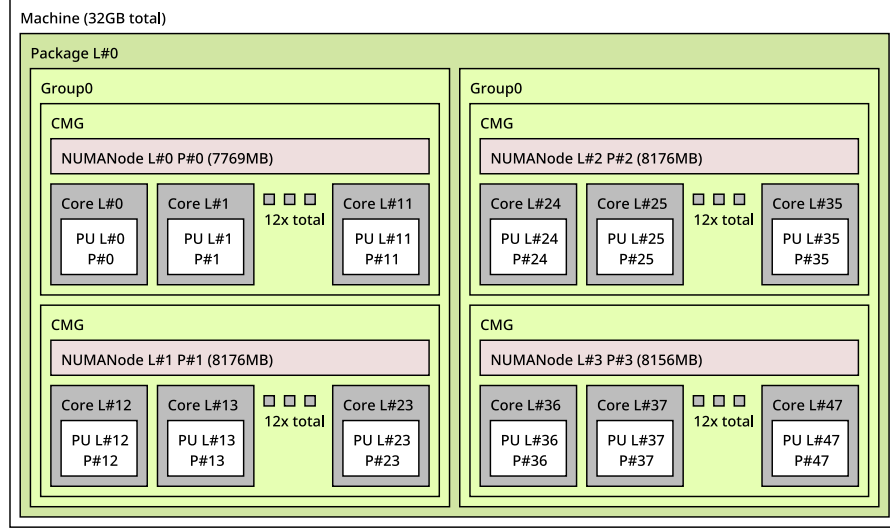 Machine (32GB total)
Package L#0
Group0
CMG
NUMANode L#0 P#0 (7769MB)
Core L#0
PU L#0
P#0
Core L#1
PU L#1
P#1
12x total
Core L#11
PU L#11
P#11
CMG
NUMANode L#1 P#1 (8176MB)
Core L#12
PU L#12
P#12
Core L#13
PU L#13
P#13
12x total
Core L#23
PU L#23
P#23
Group0
CMG
NUMANode L#2 P#2 (8176MB)
Core L#24
PU L#24
P#24
Core L#25
PU L#25
P#25
12x total
Core L#35
PU L#35
P#35
CMG
NUMANode L#3 P#3 (8156MB)
Core L#36
PU L#36
P#36
Core L#37
PU L#37
P#37
12x total
Core L#47
PU L#47
P#47